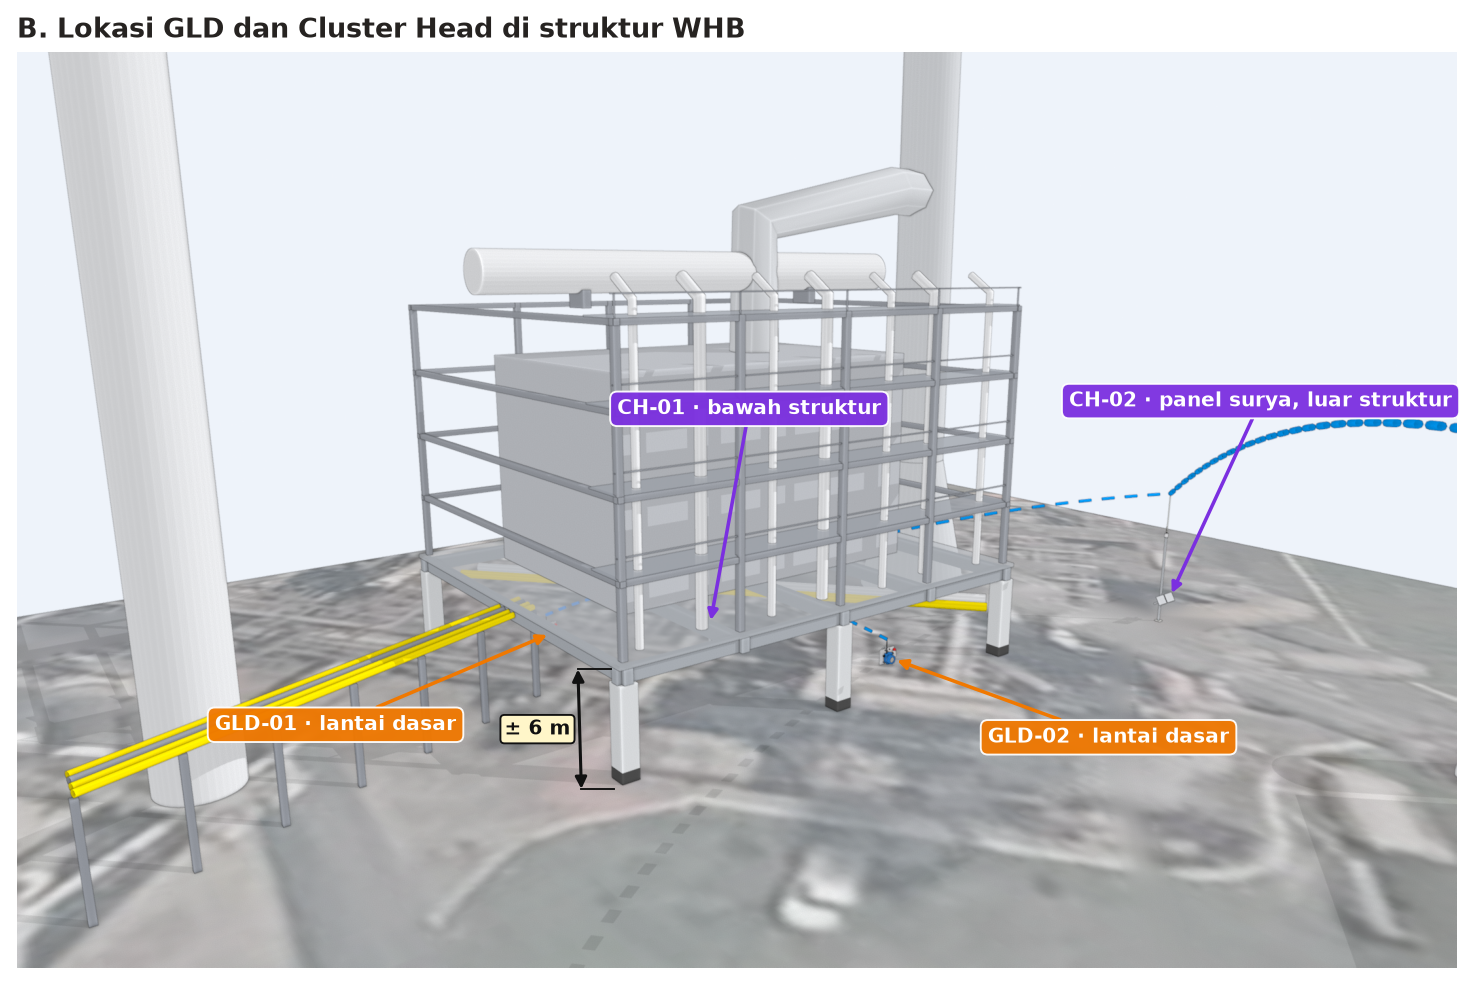 B. Lokasi GLD dan Cluster Head di struktur WHB
CH-02 · panel surya, luar struktur
CH-01 · bawah struktur
GLD-01 · lantai dasar
± 6 m
GLD-02 · lantai dasar